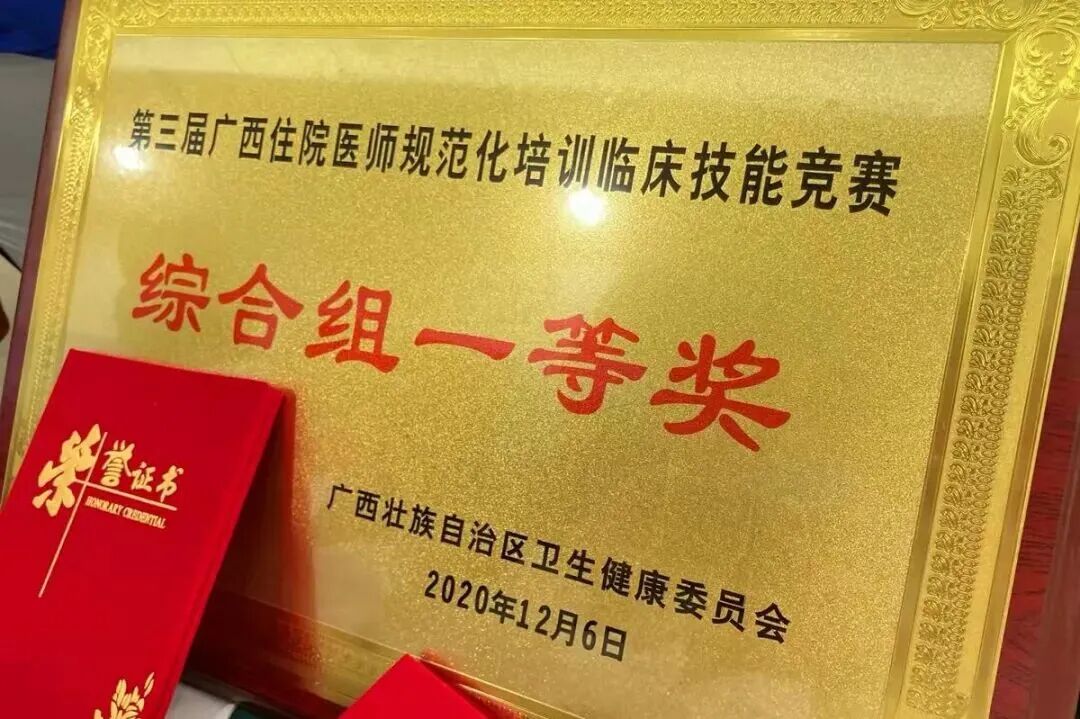 第三届广西住院医师规范化培训临床技能竞赛
综合组一等奖
广西壮族自治区卫生健康委员会
2020年12月6日
荣誉证书
HONORARY CREDENTIAL